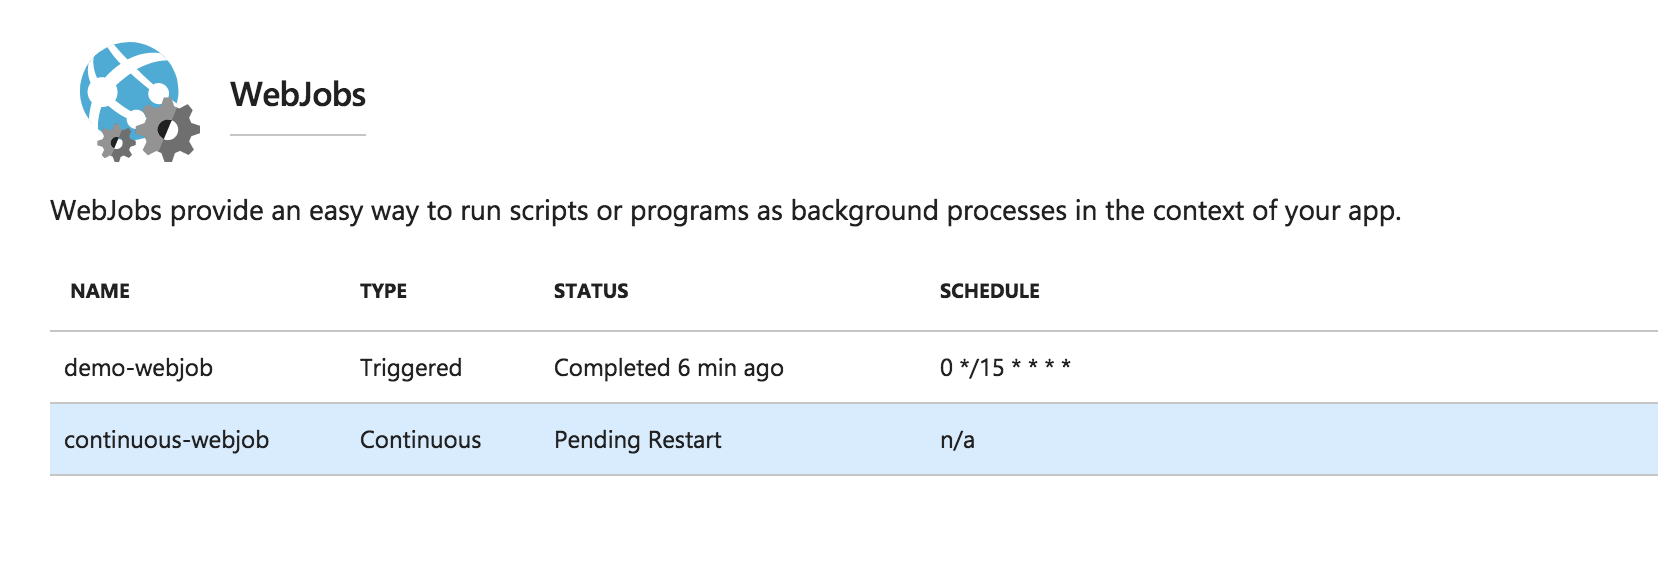 WebJobs
WebJobs provide an easy way to run scripts or programs as background processes in the context of your app.
NAME TYPE STATUS SCHEDULE
demo-webjob Triggered Completed 6 min ago 0 */15 * * * *
continuous-webjob Continuous Pending Restart n/a